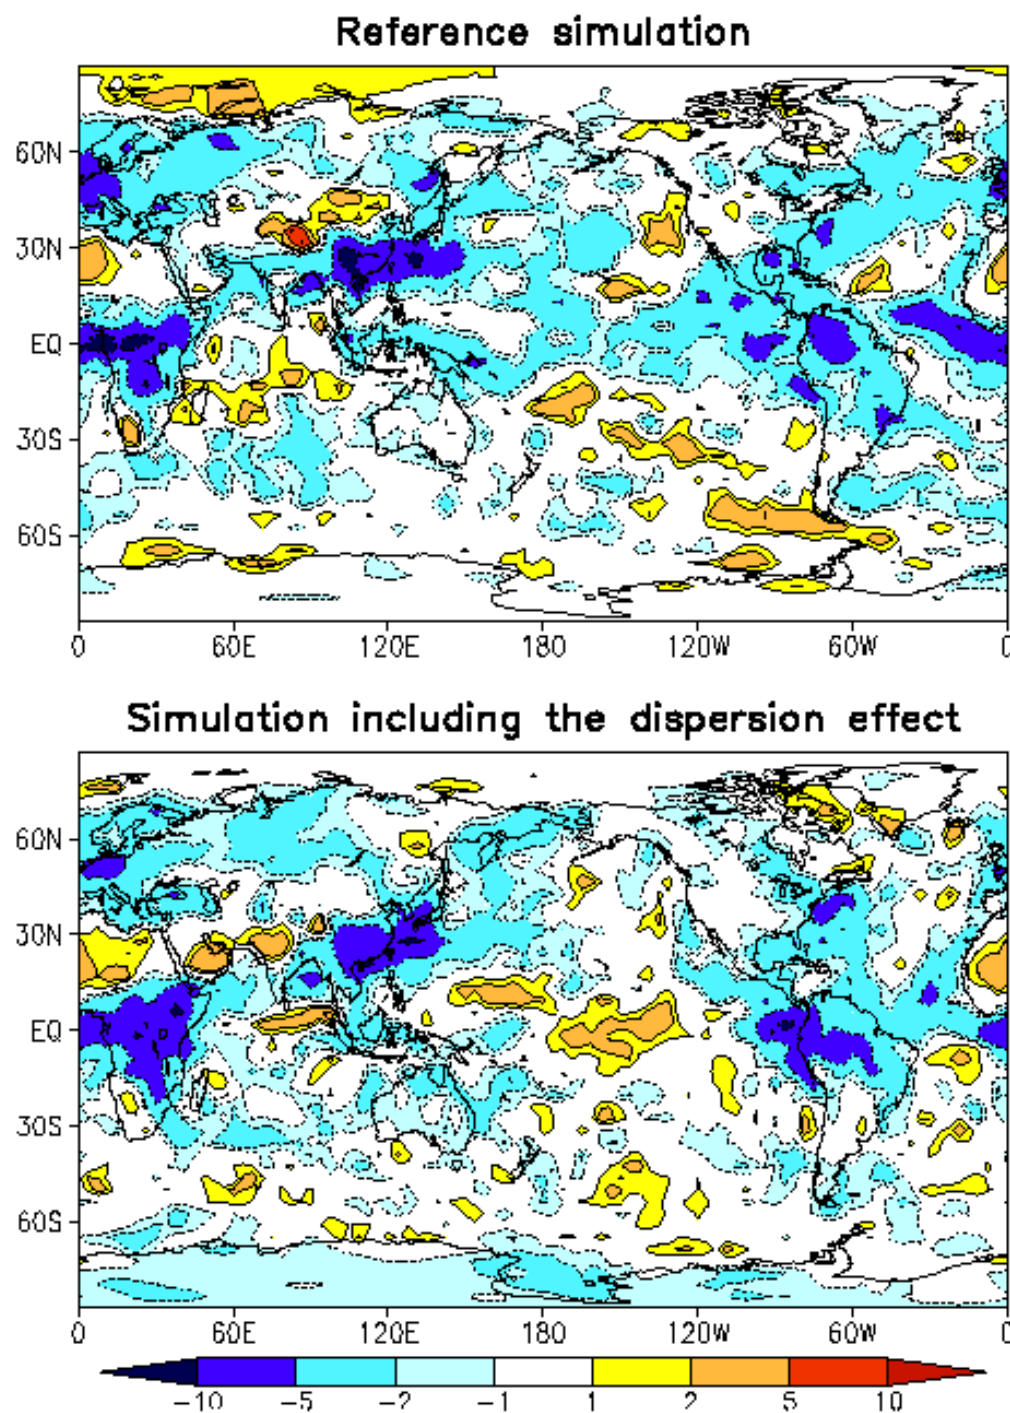 Reference simulation
60N
30N
EQ
30S
60S
0 60E 120E 180 120W 60W 0
Simulation including the dispersion effect
60N
30N
EQ
30S
60S
0 60E 120E 180 120W 60W 0
-10 -5 -2 -1 1 2 5 10